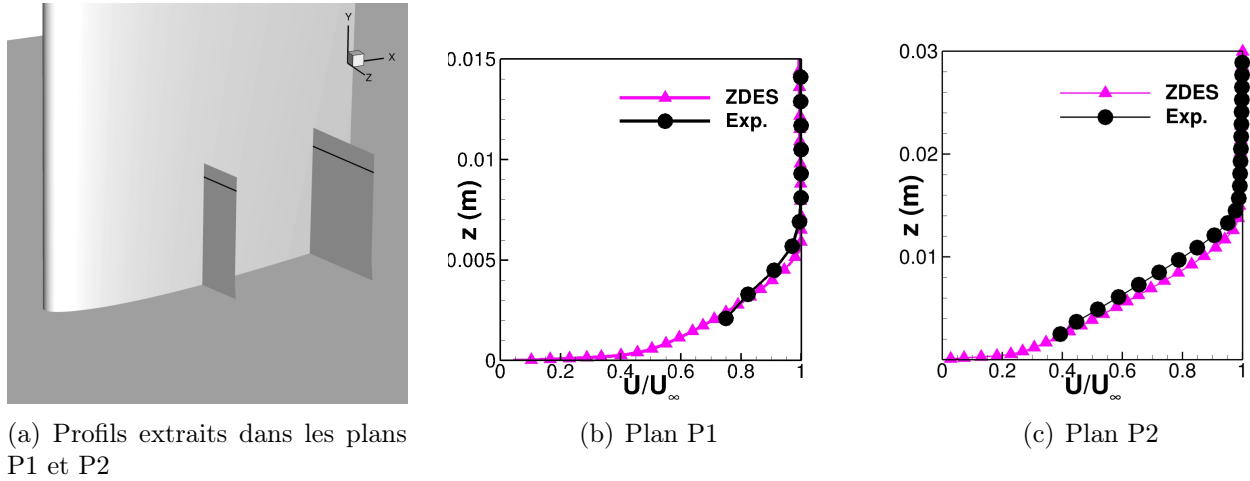 Y
X
Z
0.015
ZDES
Exp.
0.01
z (m)
0.005
0
0
0.2
0.4
0.6
0.8
1
U/U∞
0.03
ZDES
Exp.
0.02
z (m)
0.01
0
0.2
0.4
0.6
0.8
1
U/U∞
(a) Profils extraits dans les plans
P1 et P2
(b) Plan P1
(c) Plan P2